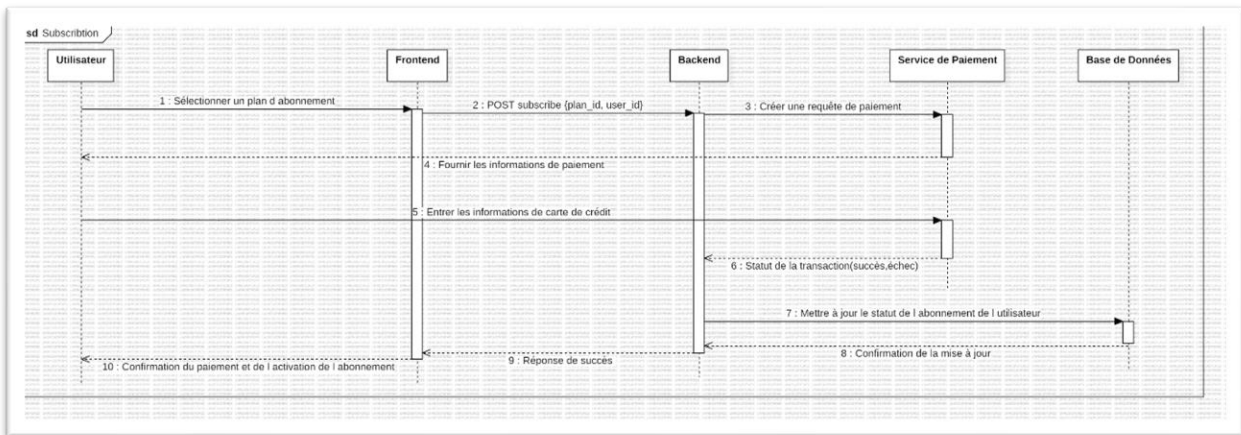 sd Subscribtion
Utilisateur
Frontend
Backend
Service de Paiement
Base de Données
1 : Sélectionner un plan d abonnement
2 : POST subscribe {plan_id, user_id}
3 : Créer une requête de paiement
4 : Fournir les informations de paiement
5 : Entrer les informations de carte de crédit
6 : Statut de la transaction(succès,échec)
7 : Mettre à jour le statut de l abonnement de l utilisateur
8 : Confirmation de la mise à jour
9 : Réponse de succès
10 : Confirmation du paiement et de l activation de l abonnement